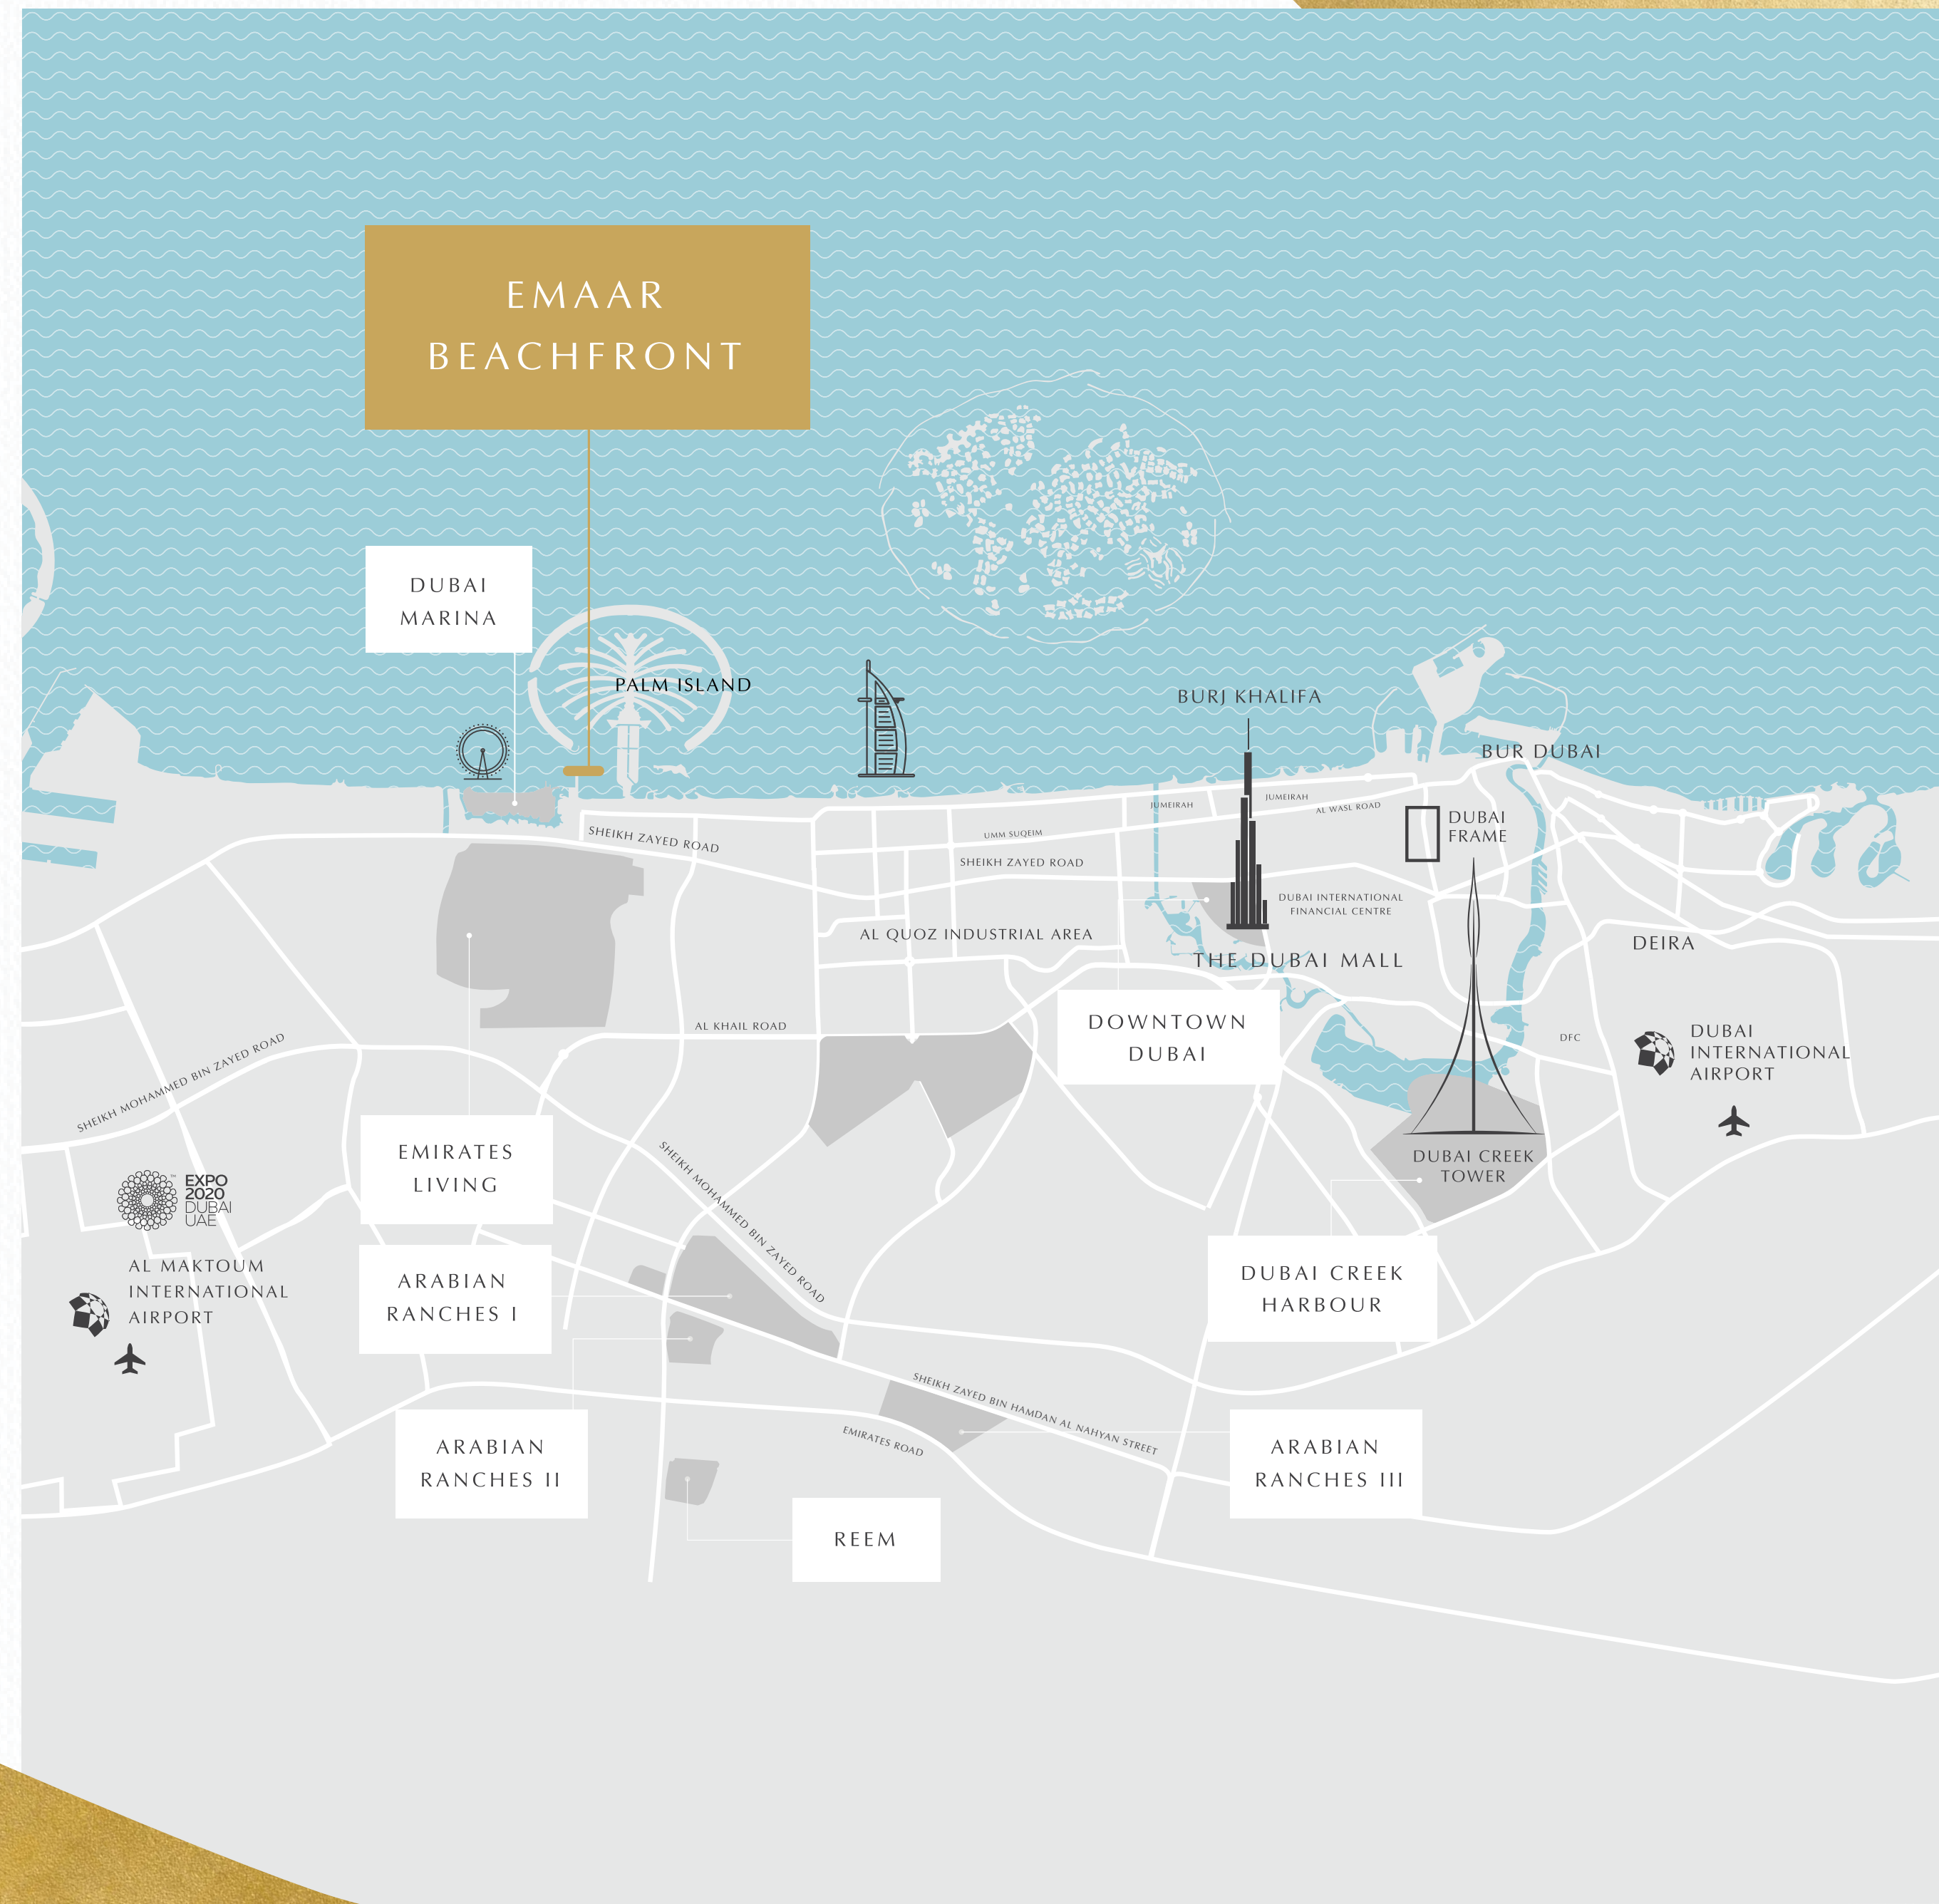 EMAAR
BEACHFRONT
DUBAI
MARINA
PALM ISLAND
BURJ KHALIFA
BUR DUBAI
JUMEIRAH
JUMEIRAH
AL WASL ROAD
DUBAI
FRAME
SHEIKH ZAYED ROAD
UMM SUQEIM
SHEIKH ZAYED ROAD
DUBAI INTERNATIONAL
FINANCIAL CENTRE
AL QUOZ INDUSTRIAL AREA
DEIRA
THE DUBAI MALL
DOWNTOWN
DUBAI
AL KHAIL ROAD
DFC
DUBAI
INTERNATIONAL
AIRPORT
SHEIKH MOHAMMED BIN ZAYED ROAD
EMIRATES
LIVING
SHEIKH MOHAMMED BIN ZAYED ROAD
DUBAI CREEK
TOWER
EXPO TM
2020
DUBAI
UAE
AL MAKTOUM
INTERNATIONAL
AIRPORT
ARABIAN
RANCHES I
DUBAI CREEK
HARBOUR
SHEIKH ZAYED BIN HAMDAN AL NAHYAN STREET
EMIRATES ROAD
ARABIAN
RANCHES II
ARABIAN
RANCHES III
REEM